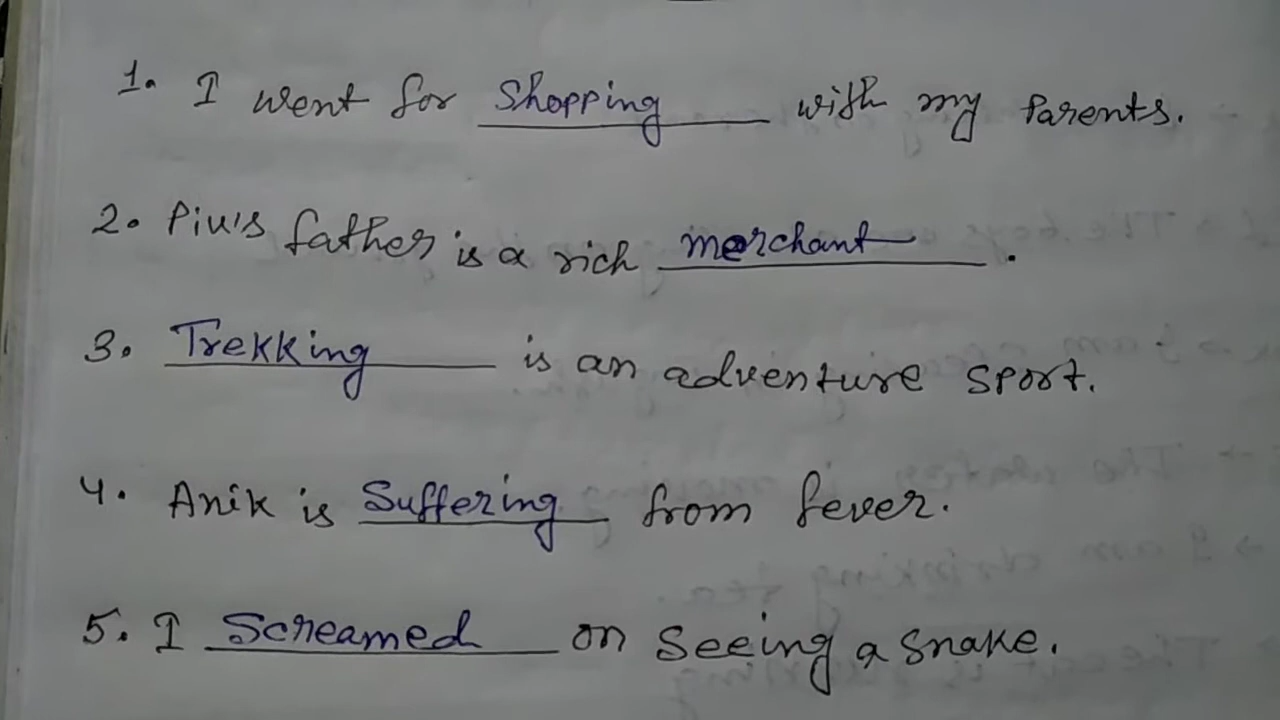 1. I went for Shopping with my Parents.
2. Piu's father is a rich merchant.
3. Trekking is an adventure sport.
4. Anik is Suffering from fever.
5. I Screamed on seeing a snake.